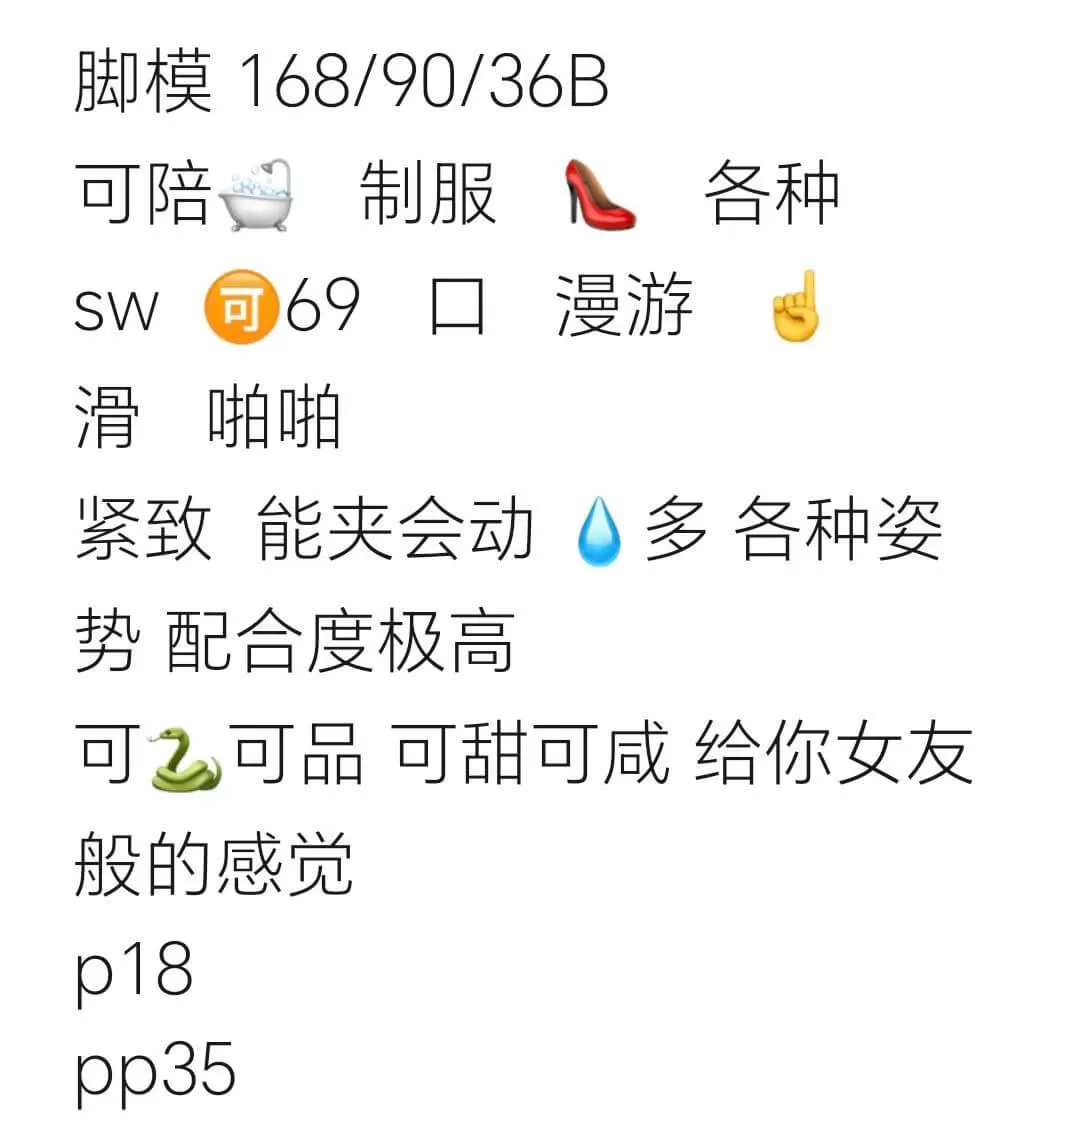 脚模 168/90/36B
可陪🛁 制服 👠 各种
sw 🉑69 口 漫游 ☝️
滑 啪啪
紧致 能夹会动 💧多 各种姿
势 配合度极高
可🐍可品 可甜可咸 给你女友
般的感觉
p18
pp35